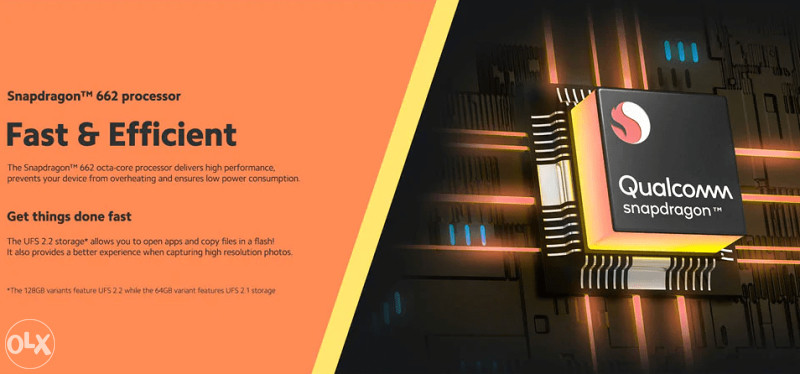 Snapdragon™ 662 processor
Fast & Efficient
The Snapdragon™ 662 octa-core processor delivers high performance,
prevents your device from overheating and ensures low power consumption.
Get things done fast
The UFS 2.2 storage* allows you to open apps and copy files in a flash!
It also provides a better experience when capturing high resolution photos.
*The 128GB variants feature UFS 2.2 while the 64GB variant features UFS 2.1 storage
OLX
Qualcomm
snapdragon™